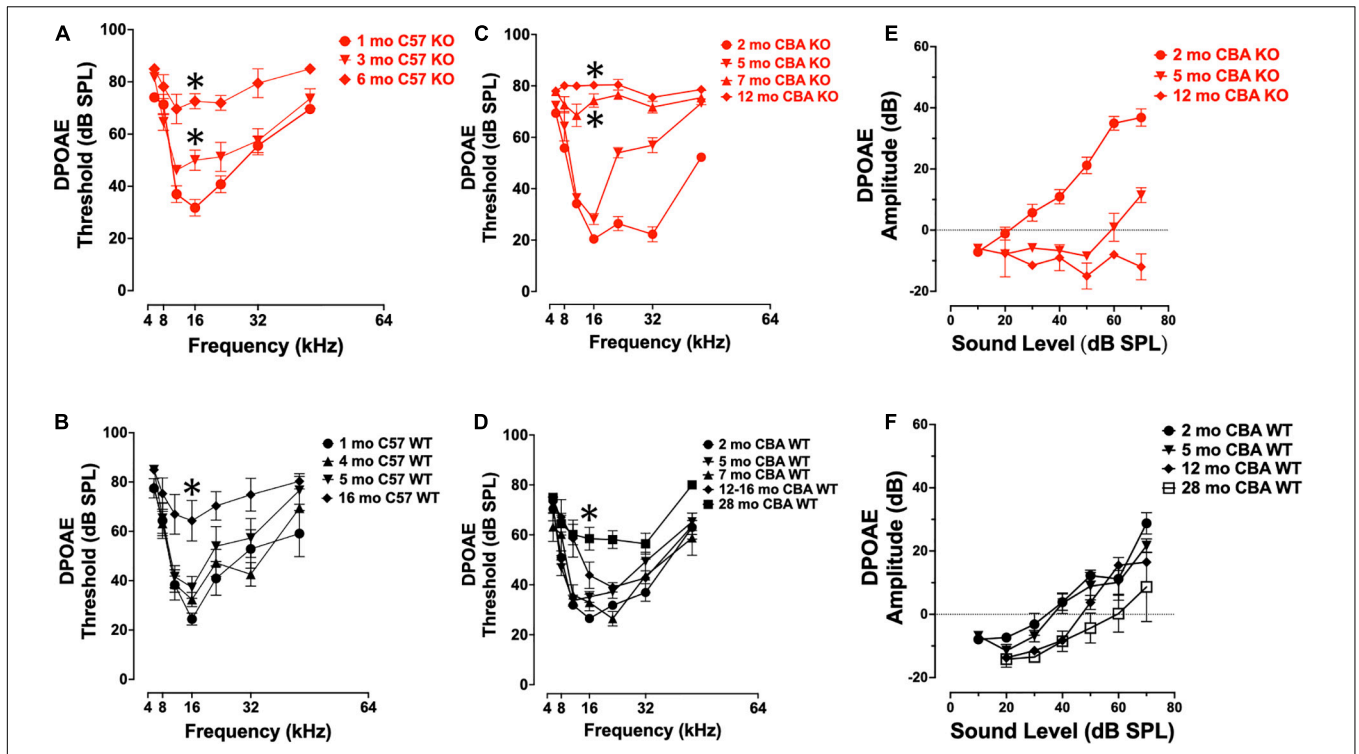 A
DPOAE
Threshold (dB SPL)
100
80
60
40
20
0
1 mo C57 KO
3 mo C57 KO
6 mo C57 KO
*
*
4 8 16 32 64
Frequency (kHz)
C
DPOAE
Threshold (dB SPL)
100
80
60
40
20
0
2 mo CBA KO
5 mo CBA KO
7 mo CBA KO
12 mo CBA KO
*
*
4 8 16 32 64
Frequency (kHz)
E
DPOAE
Amplitude (dB)
60
40
20
0
-20
2 mo CBA KO
5 mo CBA KO
12 mo CBA KO
0 20 40 60 80
Sound Level (dB SPL)
B
DPOAE
Threshold (dB SPL)
100
80
60
40
20
0
1 mo C57 WT
4 mo C57 WT
5 mo C57 WT
16 mo C57 WT
*
4 8 16 32 64
Frequency (kHz)
D
DPOAE
Threshold (dB SPL)
100
80
60
40
20
0
2 mo CBA WT
5 mo CBA WT
7 mo CBA WT
12-16 mo CBA WT
28 mo CBA WT
*
4 8 16 32 64
Frequency (kHz)
F
DPOAE
Amplitude (dB)
60
40
20
0
-20
2 mo CBA WT
5 mo CBA WT
12 mo CBA WT
28 mo CBA WT
0 20 40 60 80
Sound Level (dB SPL)